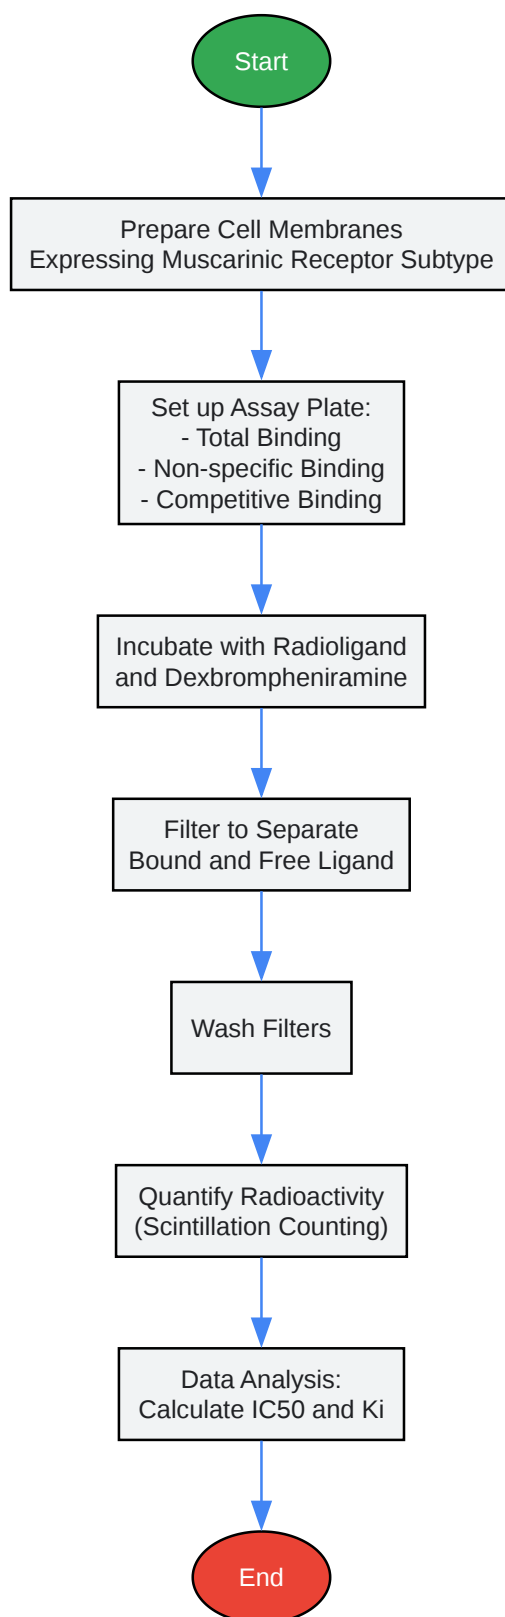 Start
Prepare Cell Membranes
Expressing Muscarinic Receptor Subtype
Set up Assay Plate:
- Total Binding
- Non-specific Binding
- Competitive Binding
Incubate with Radioligand
and Dexbrompheniramine
Filter to Separate
Bound and Free Ligand
Wash Filters
Quantify Radioactivity
(Scintillation Counting)
Data Analysis:
Calculate IC50 and Ki
End